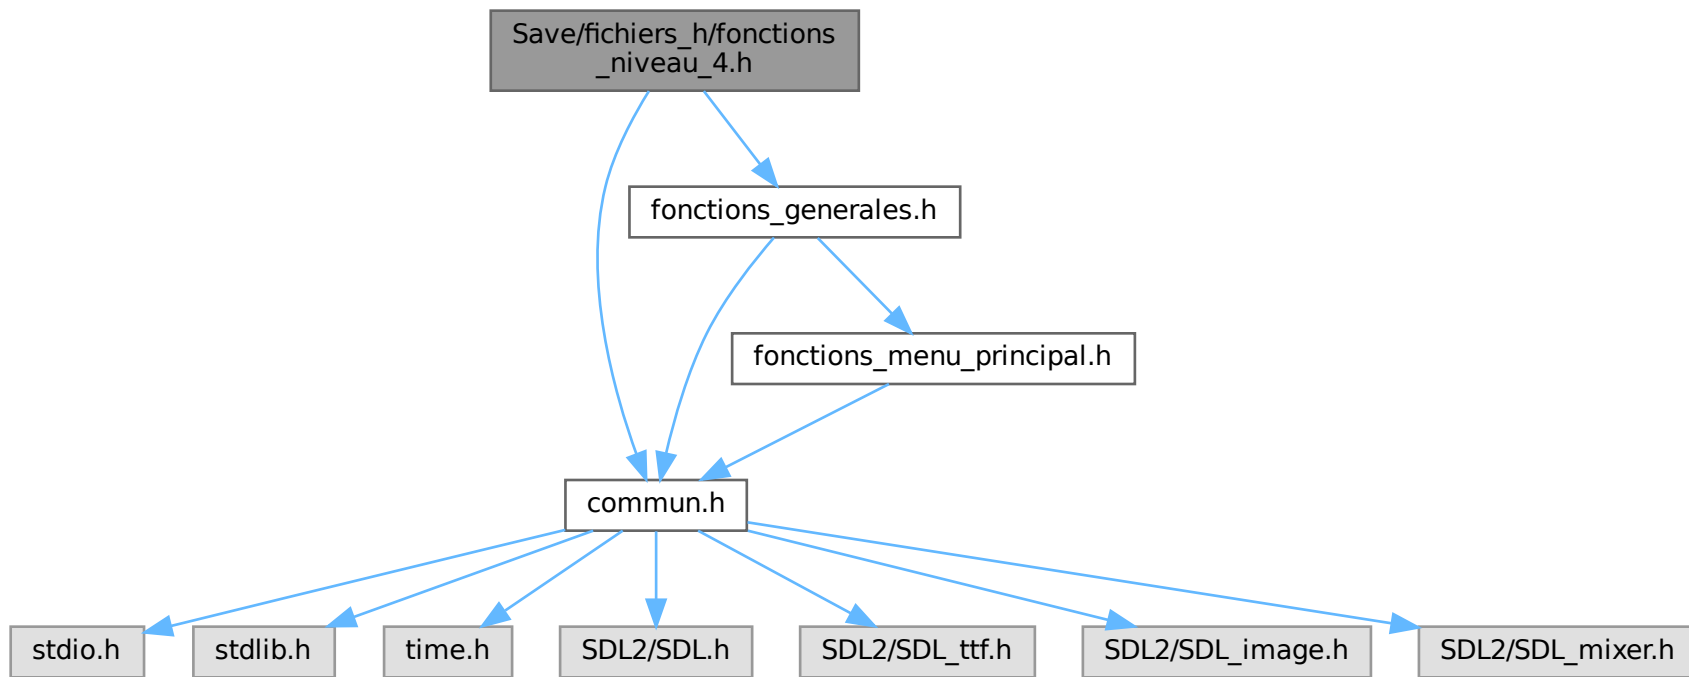 Save/fichiers_h/fonctions
_niveau_4.h
fonctions_generales.h
fonctions_menu_principal.h
commun.h
stdio.h
stdlib.h
time.h
SDL2/SDL.h
SDL2/SDL_ttf.h
SDL2/SDL_image.h
SDL2/SDL_mixer.h